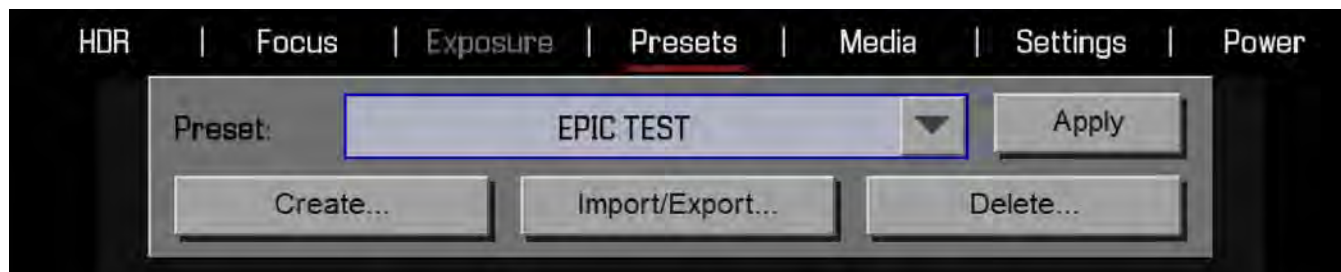 HDR | Focus | Exposure | Presets | Media | Settings | Power
Preset: EPIC TEST Apply
Create... Import/Export... Delete...